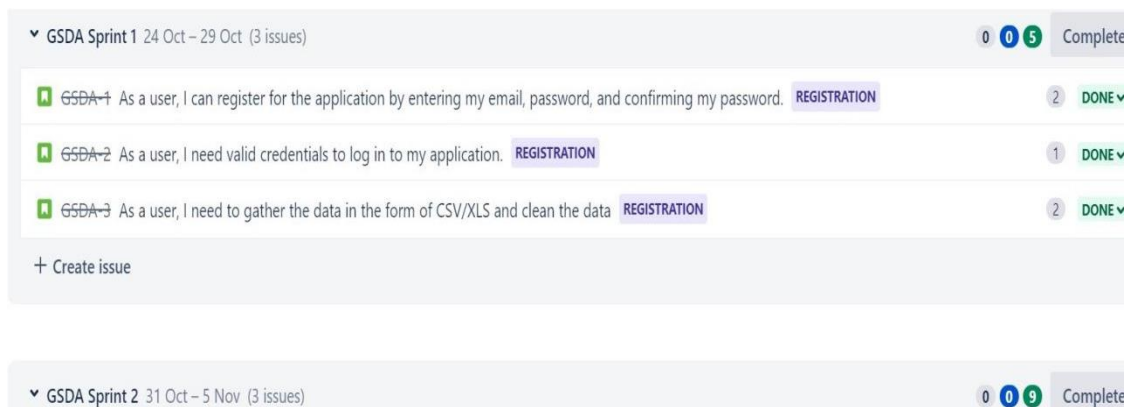 GSDA Sprint 1 24 Oct – 29 Oct (3 issues) 0 0 5 Complete
GSDA-1 As a user, I can register for the application by entering my email, password, and confirming my password. REGISTRATION 2 DONE
GSDA-2 As a user, I need valid credentials to log in to my application. REGISTRATION 1 DONE
GSDA-3 As a user, I need to gather the data in the form of CSV/XLS and clean the data REGISTRATION 2 DONE
+ Create issue
GSDA Sprint 2 31 Oct – 5 Nov (3 issues) 0 0 9 Complete